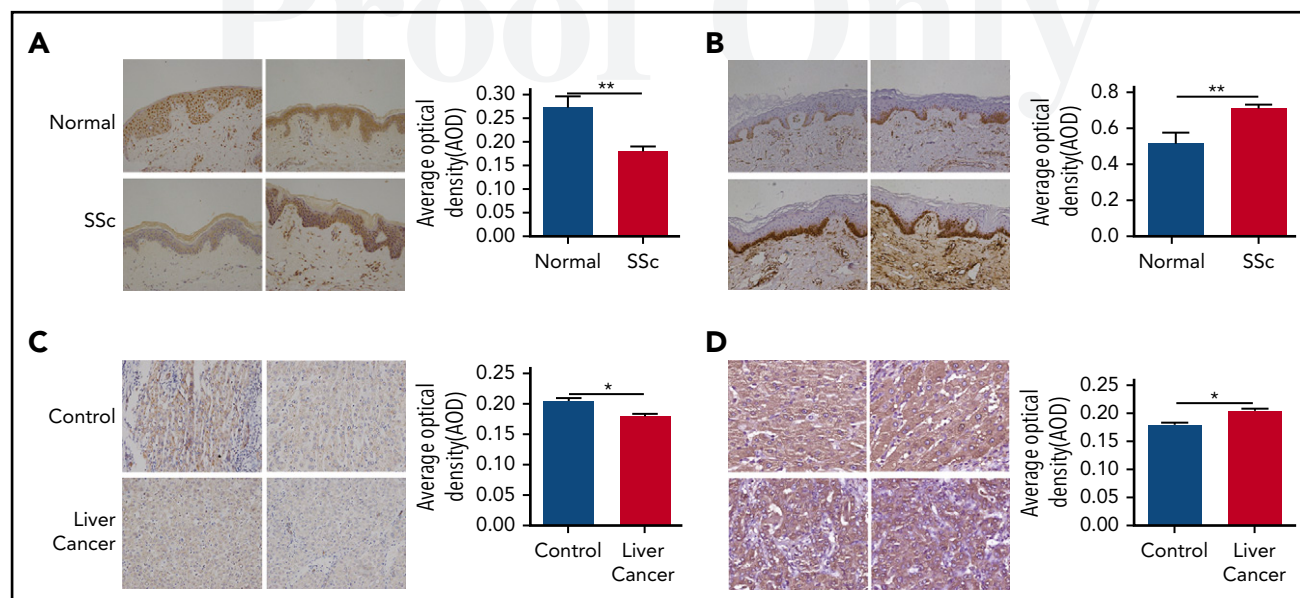 Proof Only
A
Normal
SSc
Average optical
density(AOD)
0.30
0.25
0.20
0.15
0.10
0.05
0.00
**
Normal
SSc
B
Average optical
density(AOD)
0.8
0.6
0.4
0.2
0.0
**
Normal
SSc
C
Control
Liver
Cancer
Average optical
density(AOD)
0.25
0.20
0.15
0.10
0.05
0.00
*
Control
Liver
Cancer
D
Average optical
density(AOD)
0.25
0.20
0.15
0.10
0.05
0.00
*
Control
Liver
Cancer